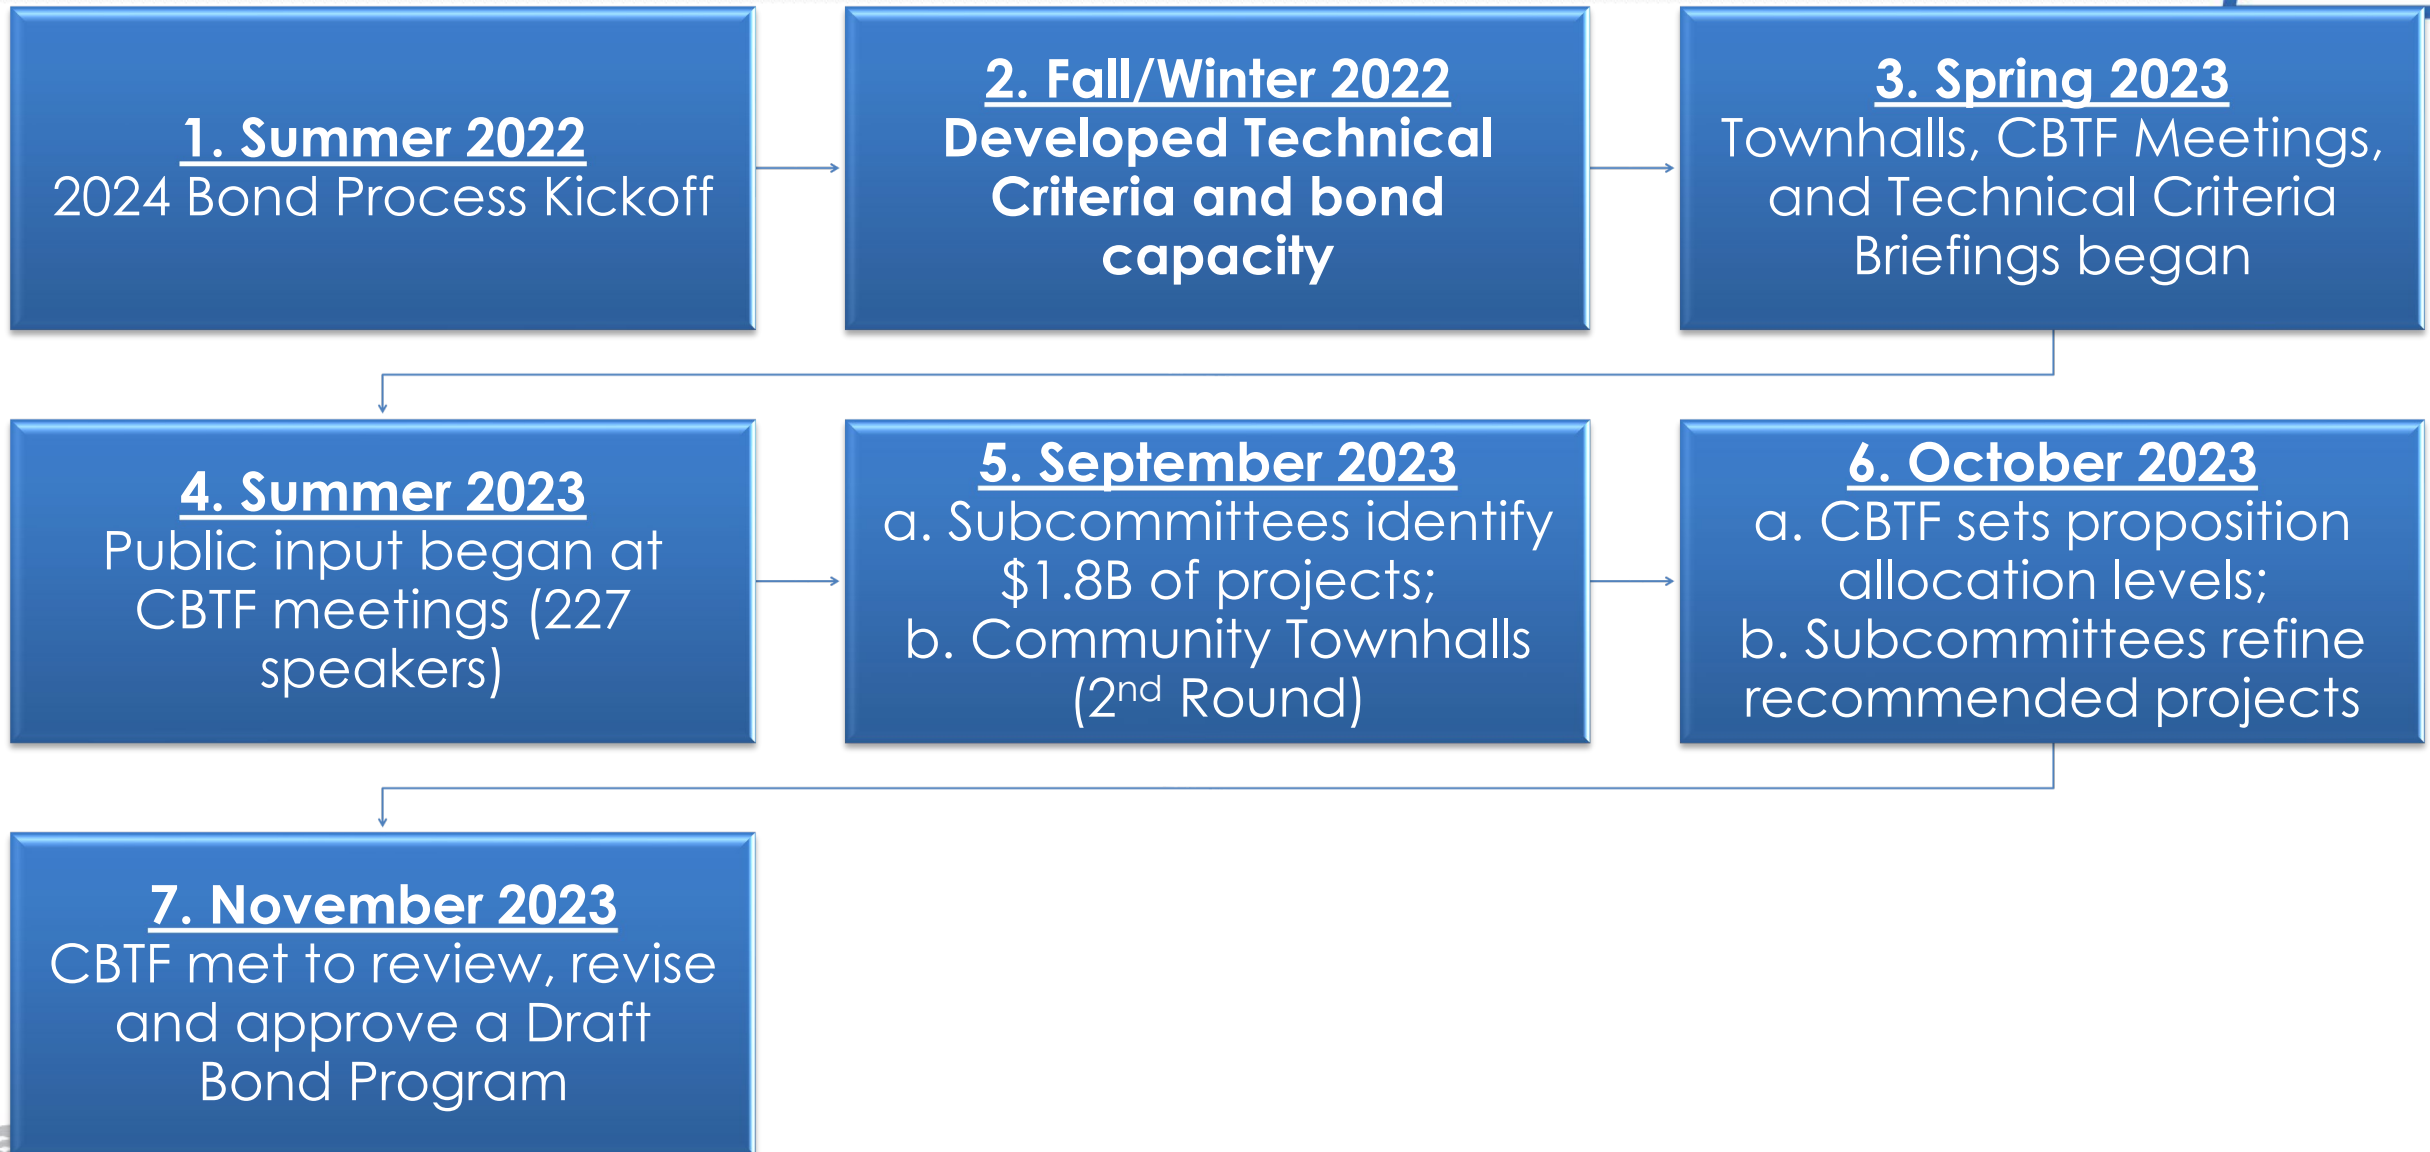 1. Summer 2022
2024 Bond Process Kickoff
2. Fall/Winter 2022
Developed Technical
Criteria and bond
capacity
3. Spring 2023
Townhalls, CBTF Meetings,
and Technical Criteria
Briefings began
4. Summer 2023
Public input began at
CBTF meetings (227
speakers)
5. September 2023
a. Subcommittees identify
$1.8B of projects;
b. Community Townhalls
(2nd Round)
6. October 2023
a. CBTF sets proposition
allocation levels;
b. Subcommittees refine
recommended projects
7. November 2023
CBTF met to review, revise
and approve a Draft
Bond Program